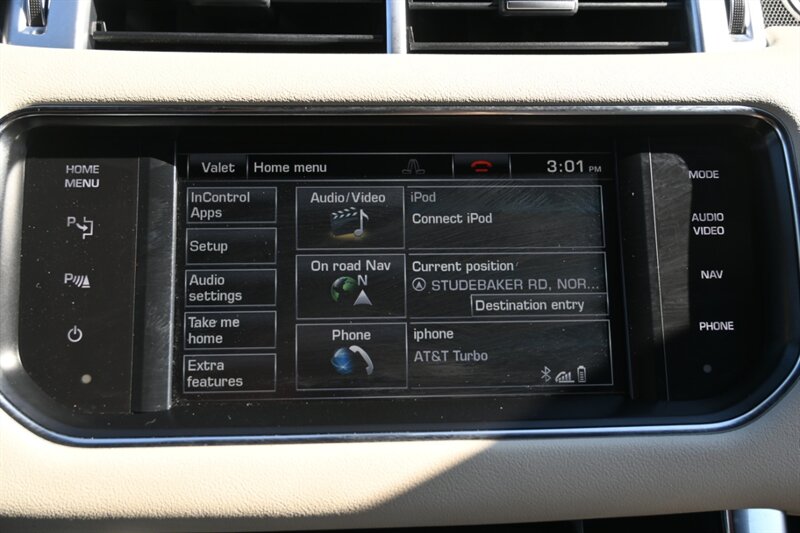 HOME
MENU
P
P
Valet
Home menu
3:01 PM
InControl
Apps
Setup
Audio
settings
Take me
home
Extra
features
Audio/Video
iPod
Connect iPod
On road Nav
N
Current position
STUDEBAKER RD, NOR...
Destination entry
Phone
iphone
AT&T Turbo
MODE
AUDIO
VIDEO
NAV
PHONE